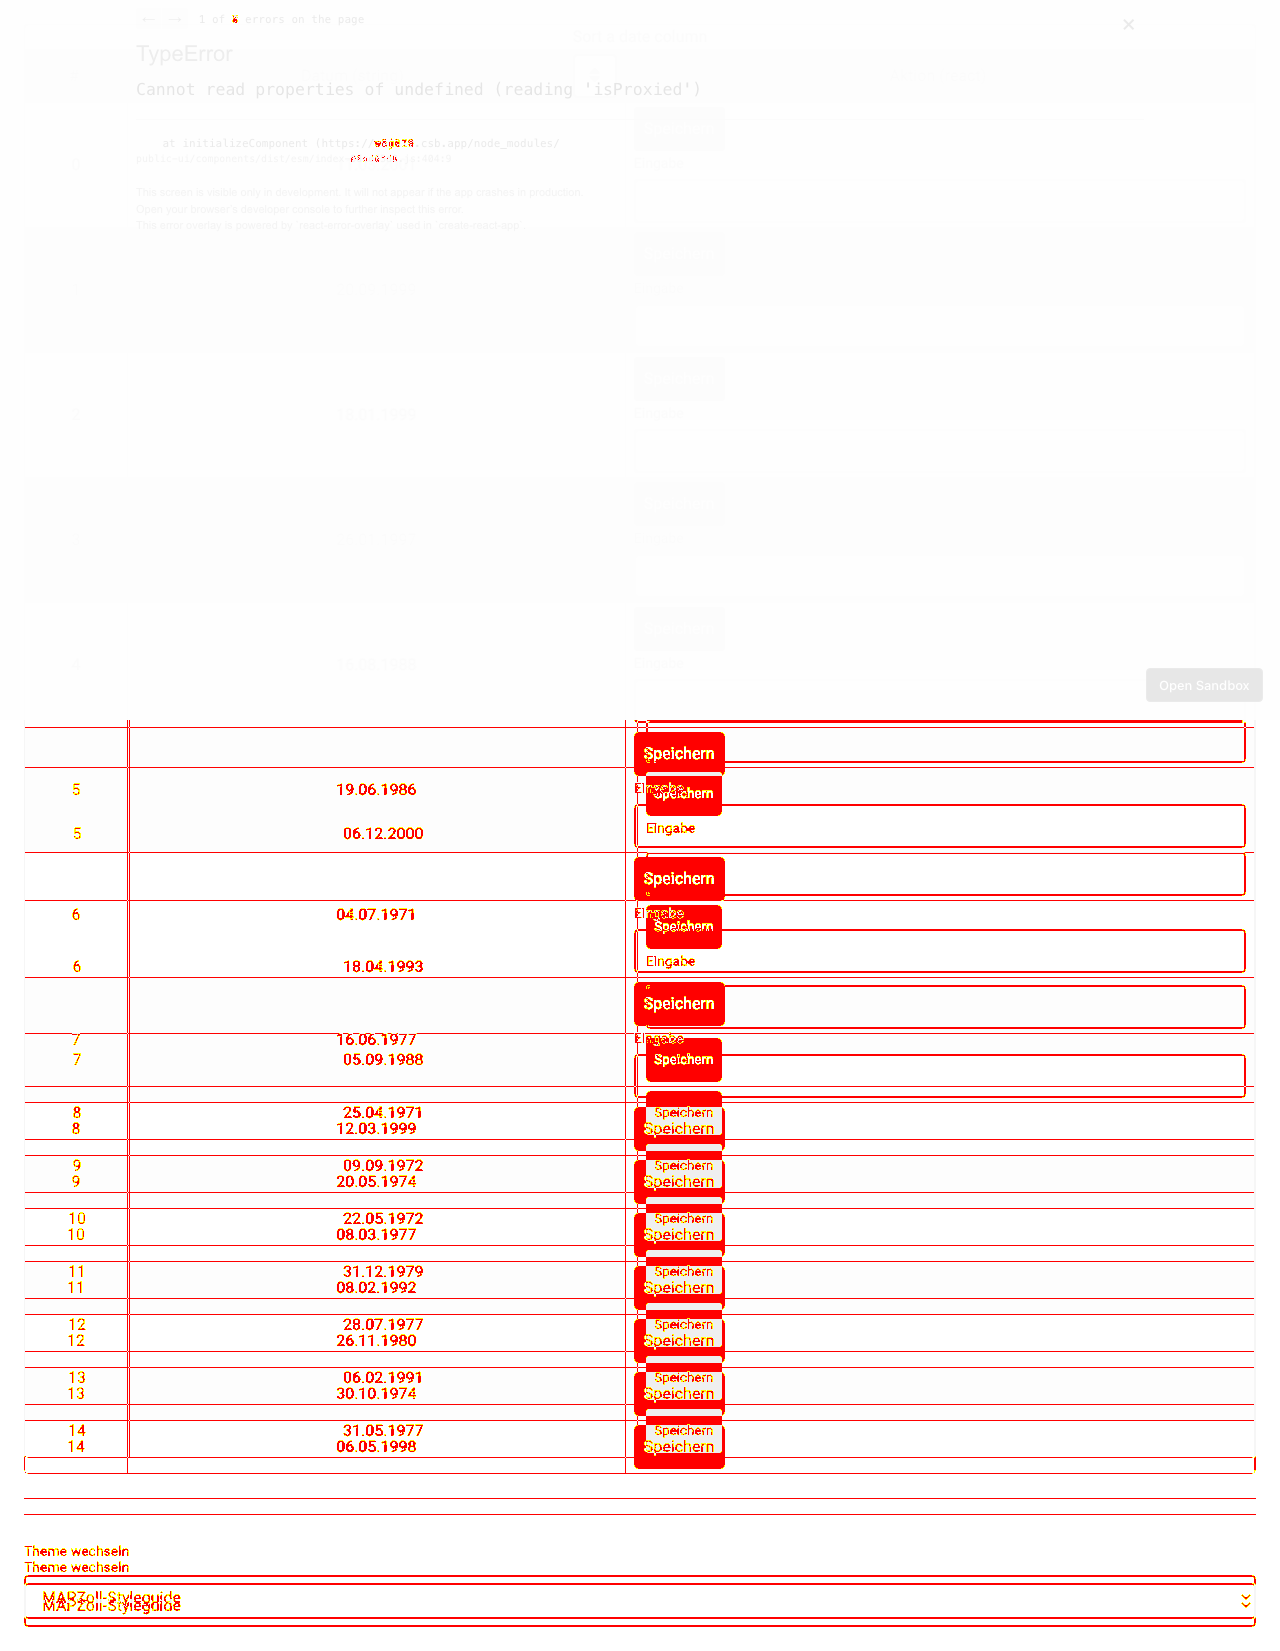 ← → 1 of errors on the page
TypeError
Cannot read properties of undefined (reading 'isProxied')
at initializeComponent (https:/ .csb.app/node_modules/
This screen is visible only in development. It will not appear if the app crashes in production.
Open your browser's developer console to further inspect this error.
This error overlay is powered by `react-error-overlay` used in `create-react-app`.
Open Sandbox
Speichern
5 19.06.1986 Eingabe
Speichern
Eingabe
5 06.12.2000
Speichern
6 04.07.1971 Eingabe
Speichern
6 18.04.1993 Eingabe
Speichern
7 16.06.1977 Eingabe
7 05.09.1988 Speichern
8 25.04.1971 Speichern
8 12.03.1999 Speichern
9 09.09.1972 Speichern
9 20.05.1974 Speichern
10 22.05.1972 Speichern
10 08.03.1977 Speichern
11 31.12.1979 Speichern
11 08.02.1992 Speichern
12 28.07.1977 Speichern
12 26.11.1980 Speichern
13 06.02.1991 Speichern
13 30.10.1974 Speichern
14 31.05.1977 Speichern
14 06.05.1998 Speichern
Theme wechseln
Theme wechseln
MAPZoll-Styleguide
MAPZoll-Styleguide